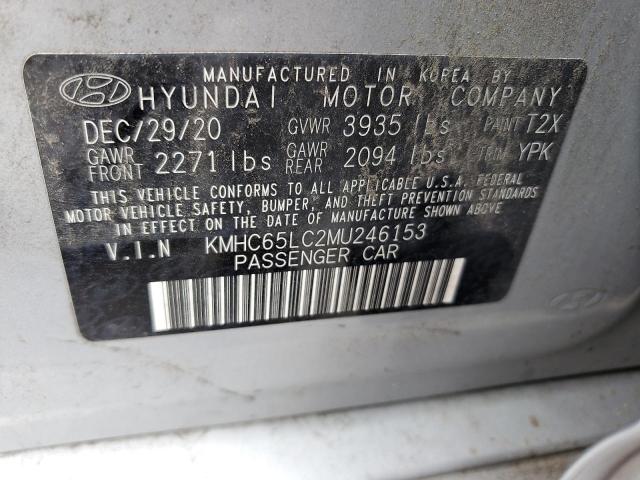 MANUFACTURED IN KOREA BY
HYUNDAI MOTOR COMPANY
DEC/29/20 GVWR 3935 lbs PAINT T2X
GAWR FRONT 2271 lbs GAWR REAR 2094 lbs TRIM YPK
THIS VEHICLE CONFORMS TO ALL APPLICABLE U.S.A. FEDERAL
MOTOR VEHICLE SAFETY, BUMPER, AND THEFT PREVENTION STANDARDS
IN EFFECT ON THE DATE OF MANUFACTURE SHOWN ABOVE.
V.I.N KMHC65LC2MU246153
PASSENGER CAR